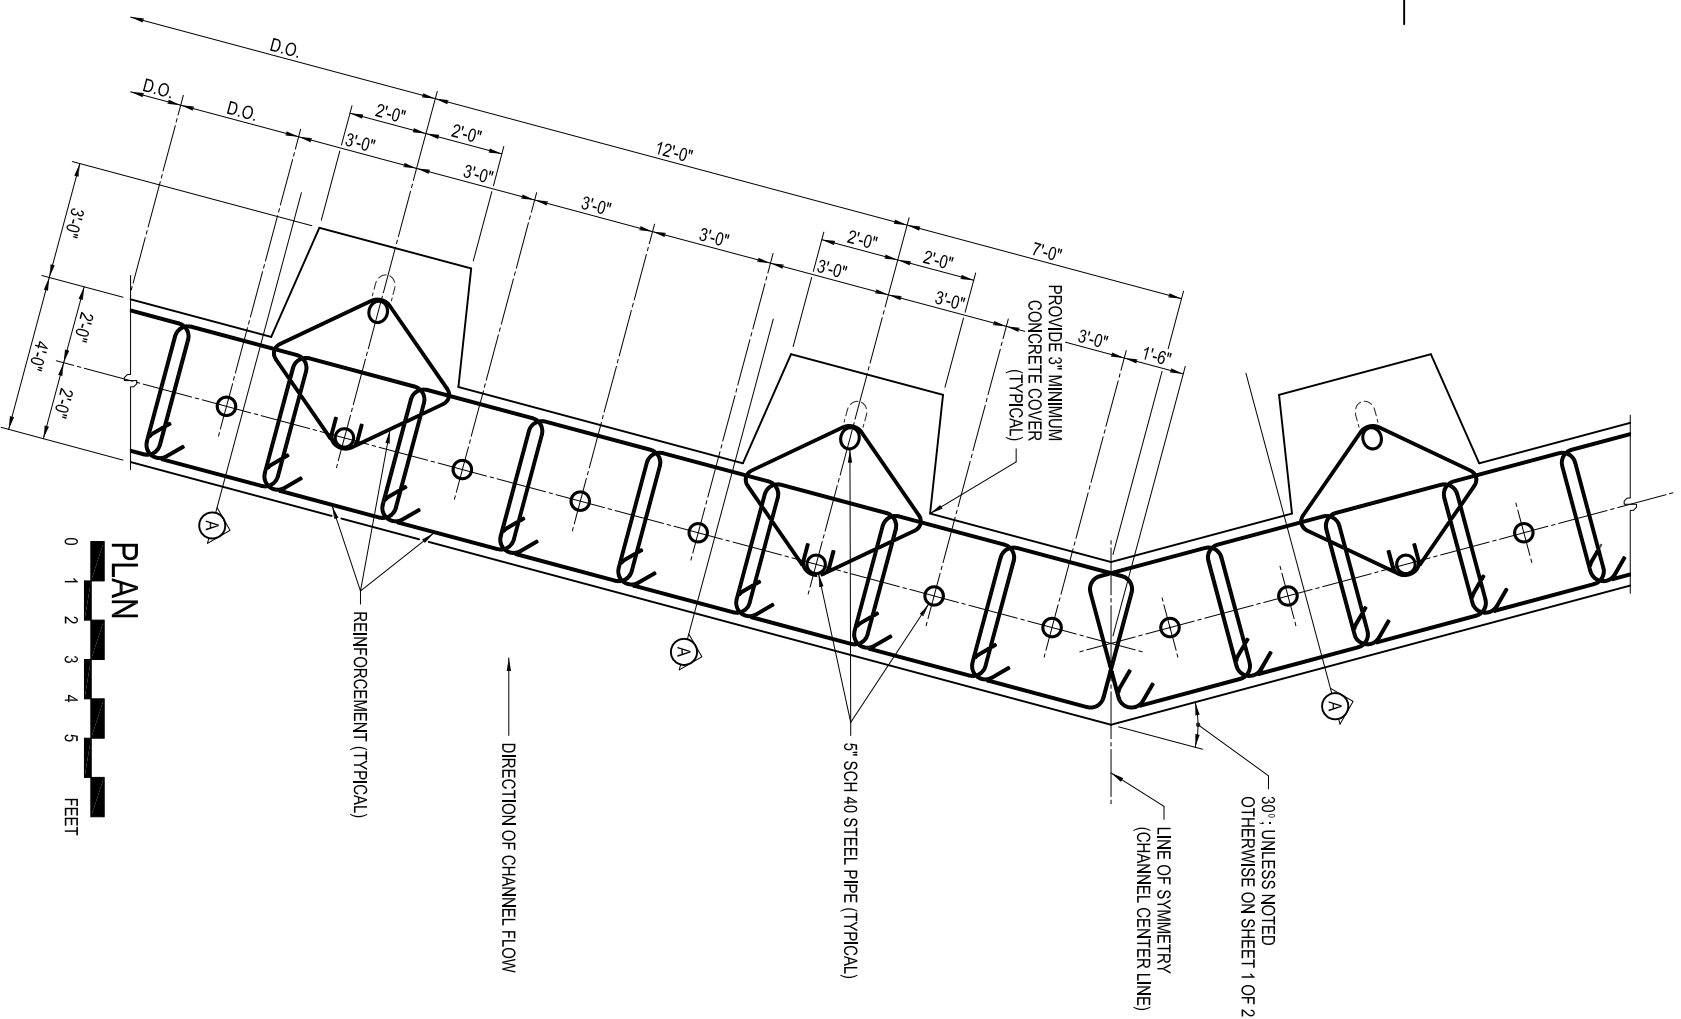 D.O.
12'-0"
7'-0"
D.O.
D.O.
2'-0"
2'-0"
3'-0"
3'-0"
3'-0"
3'-0"
2'-0"
2'-0"
3'-0"
3'-0"
3'-0"
1'-6"
3'-0"
2'-0"
4'-0"
2'-0"
PROVIDE 3" MINIMUM
CONCRETE COVER
(TYPICAL)
A
A
A
30°; UNLESS NOTED
OTHERWISE ON SHEET 1 OF 2
LINE OF SYMMETRY
(CHANNEL CENTER LINE)
5" SCH 40 STEEL PIPE (TYPICAL)
DIRECTION OF CHANNEL FLOW
REINFORCEMENT (TYPICAL)
PLAN
0 1 2 3 4 5 FEET